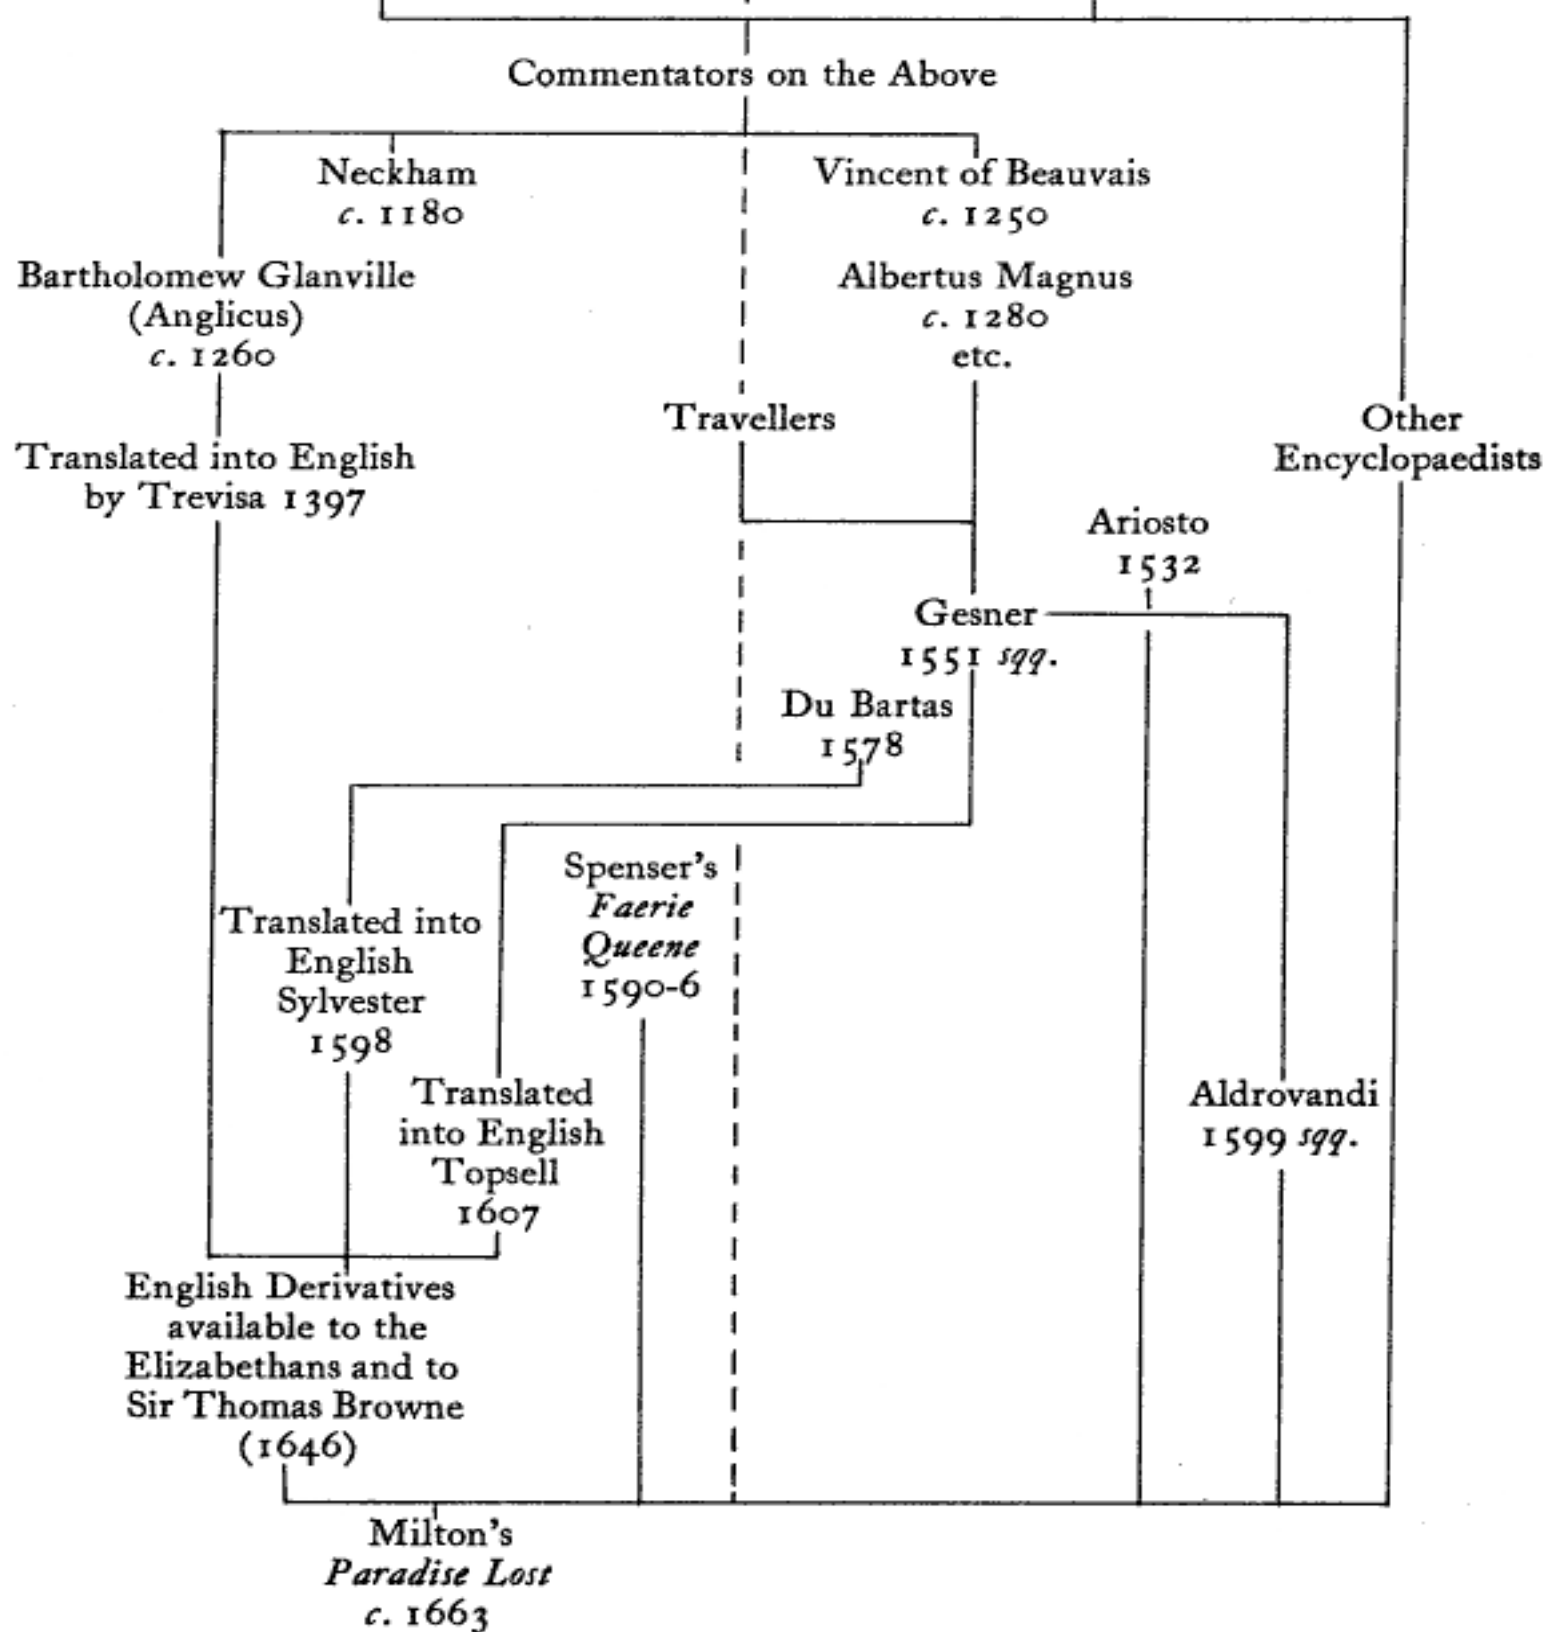 Commentators on the Above
Neckham
c. 1180
Vincent of Beauvais
c. 1250
Bartholomew Glanville
(Anglicus)
c. 1260
Albertus Magnus
c. 1280
etc.
Travellers
Other
Encyclopaedists
Translated into English
by Trevisa 1397
Ariosto
1532
Gesner
1551 sqq.
Du Bartas
1578
Spenser's
Faerie
Queene
1590-6
Translated into
English
Sylvester
1598
Translated
into English
Topsell
1607
Aldrovandi
1599 sqq.
English Derivatives
available to the
Elizabethans and to
Sir Thomas Browne
(1646)
Milton's
Paradise Lost
c. 1663